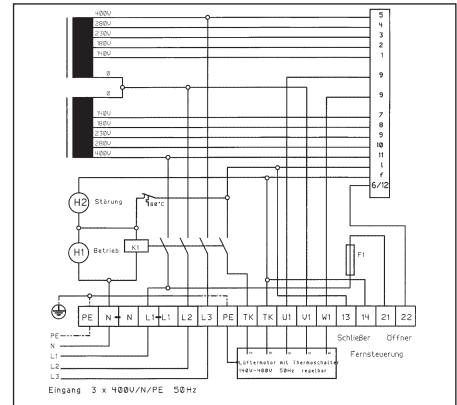 400V
280V
230V
180V
140V
0
0
140V
180V
230V
280V
400V
5
4
3
2
1
9
9
7
8
9
10
11
l
f
6/12
H2 Störung
80°C
H1 Betrieb K1
F1
PE N N L1 L1 L2 L3 PE TK TK U1 V1 W1 13 14 21 22
PE
N
L1
L2
L3
Schließer Öffner
Fernsteuerung
Lüftermotor mit Thermoschalter
140V-400V 50Hz regelbar
Eingang 3 x 400V/N/PE 50Hz